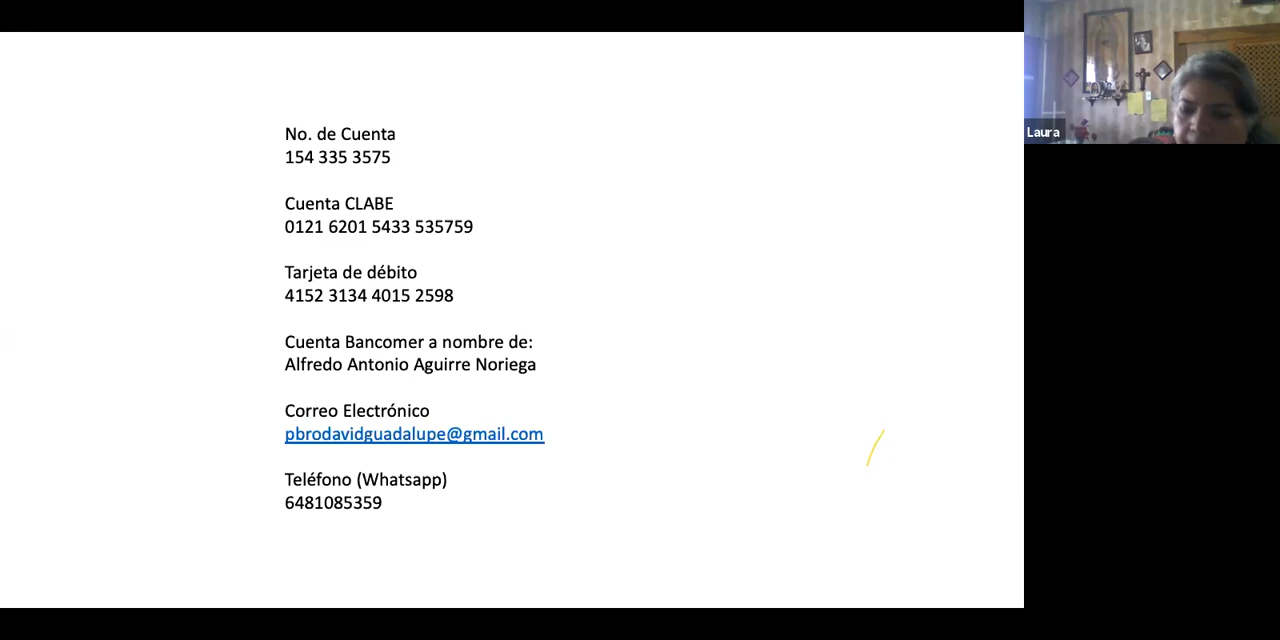 No. de Cuenta
154 335 3575
Cuenta CLABE
0121 6201 5433 535759
Tarjeta de débito
4152 3134 4015 2598
Cuenta Bancomer a nombre de:
Alfredo Antonio Aguirre Noriega
Correo Electrónico
pbrodavidguadalupe@gmail.com
Teléfono (Whatsapp)
6481085359
Laura